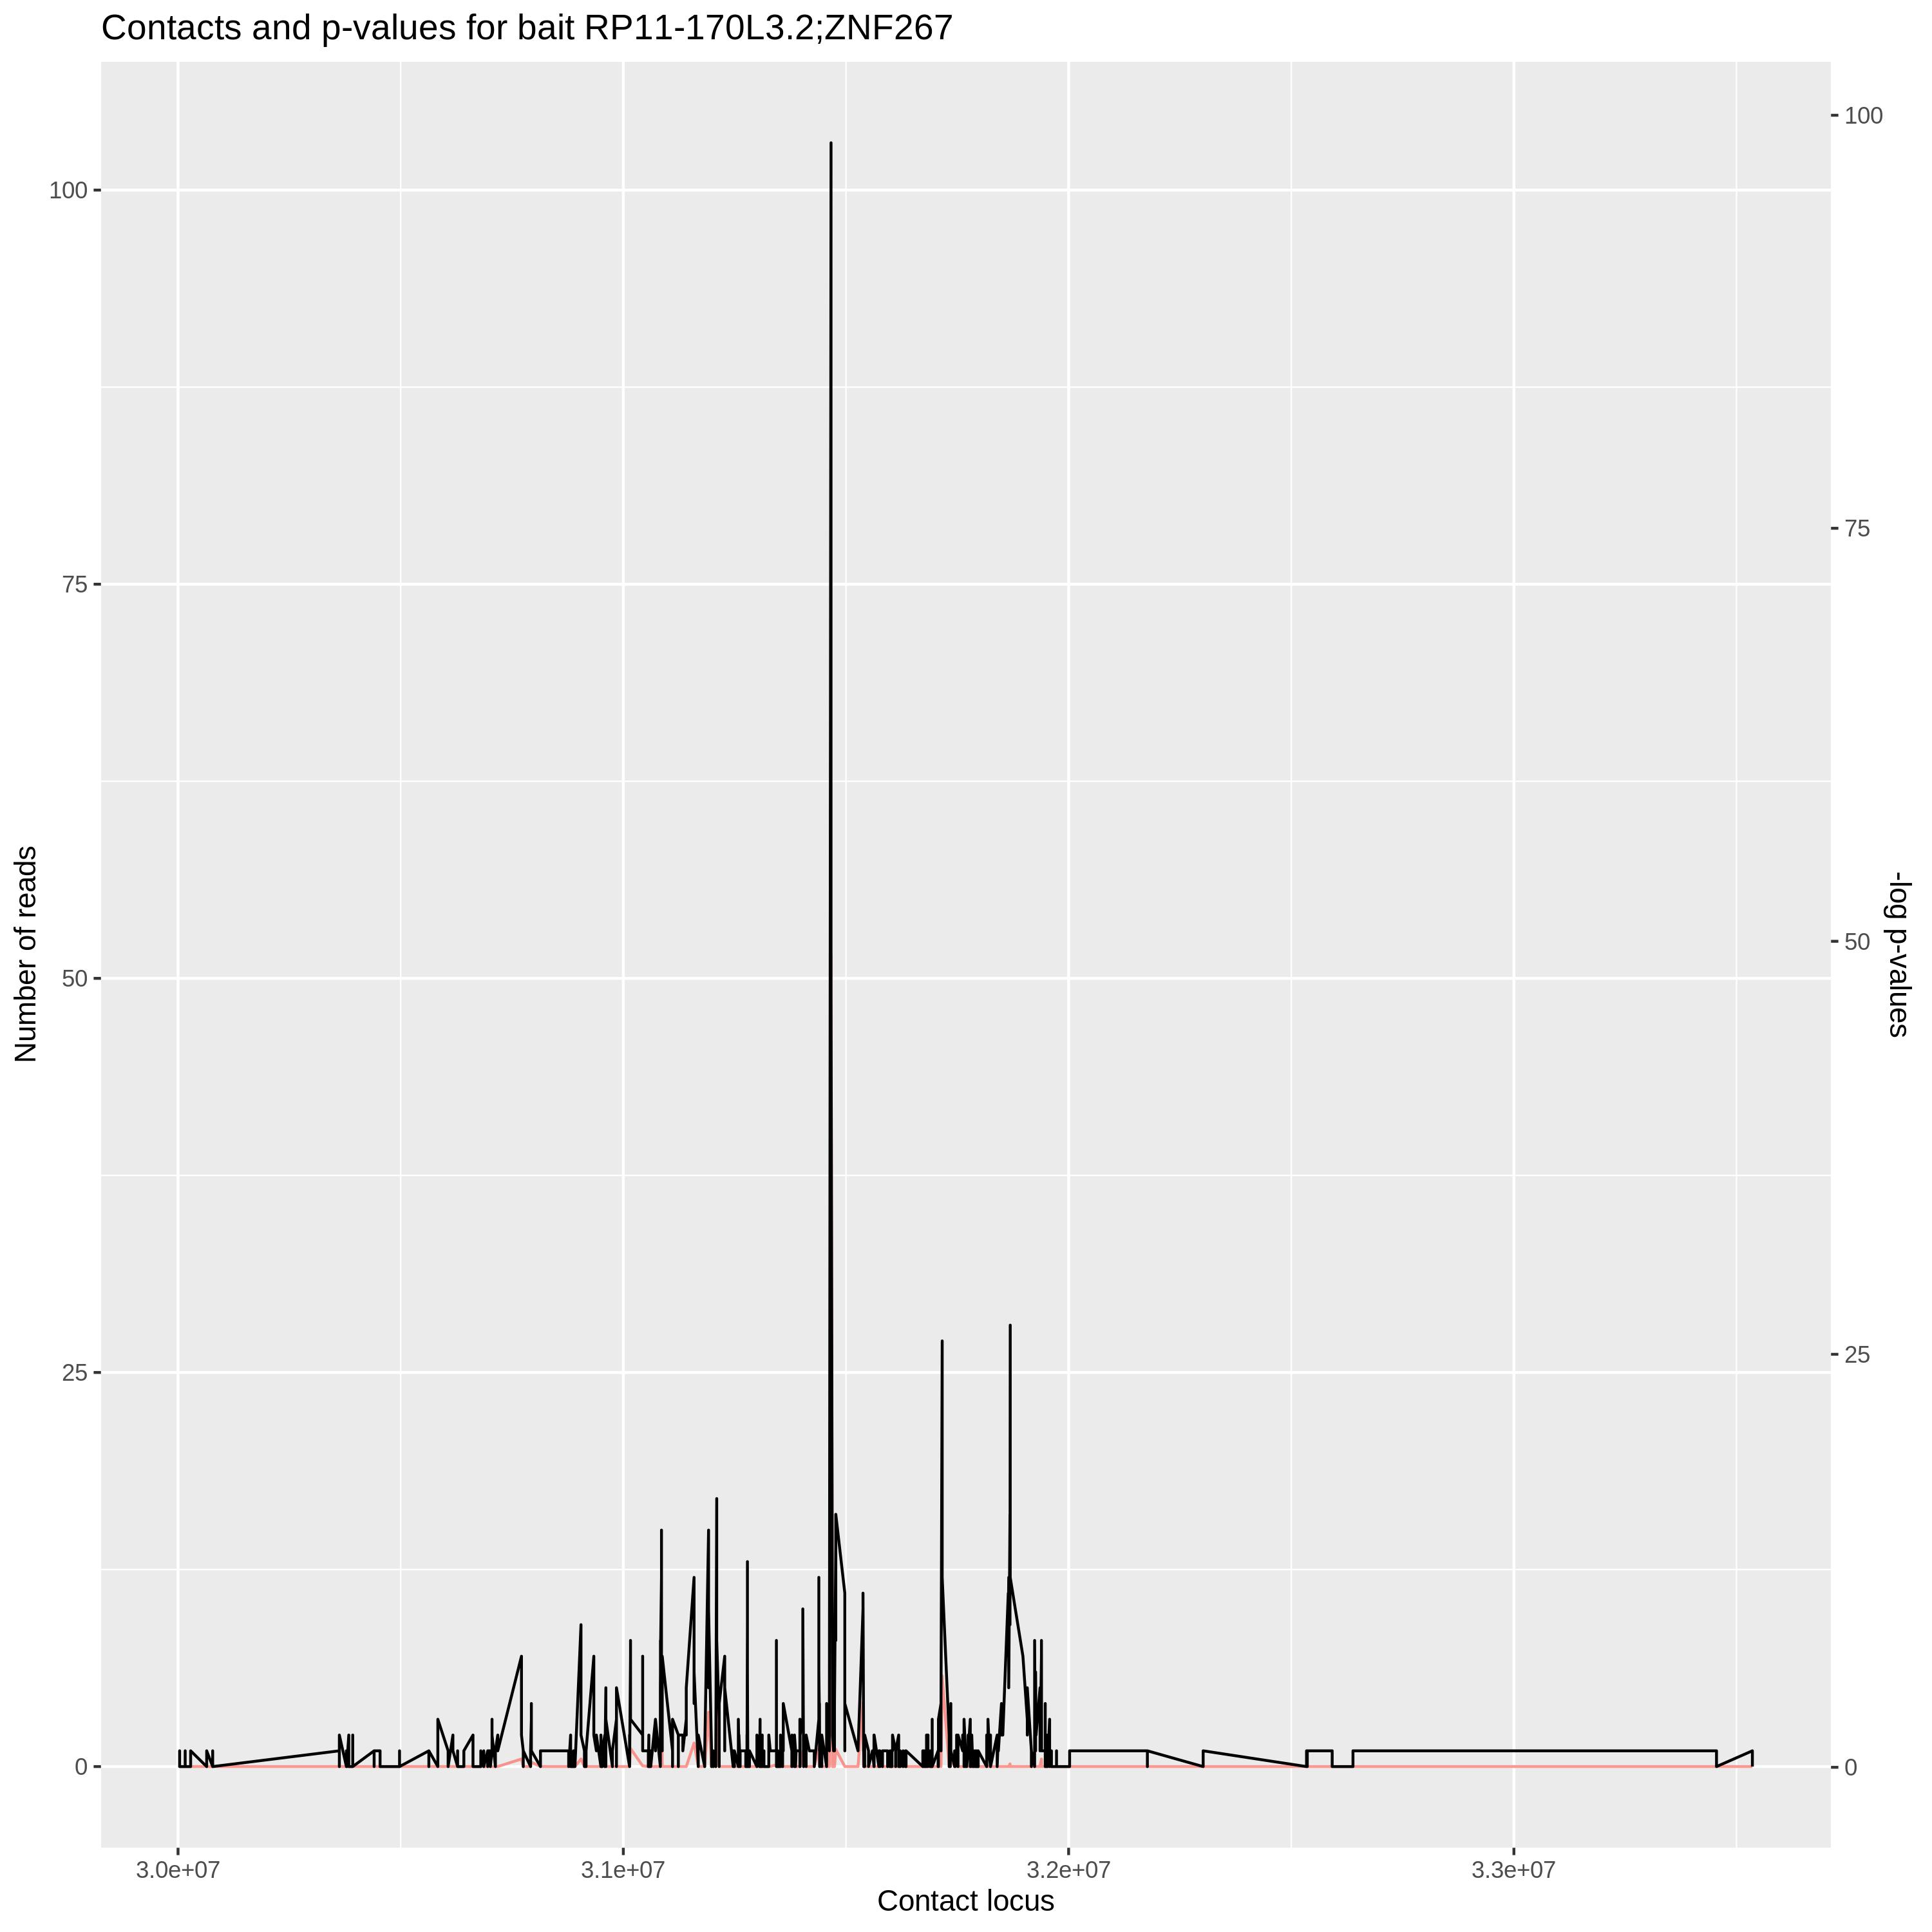 Contacts and p-values for bait RP11-170L3.2;ZNF267
100
75
50
25
0
Number of reads
100
75
50
25
0
-log p-values
3.0e+07
3.1e+07
3.2e+07
3.3e+07
Contact locus